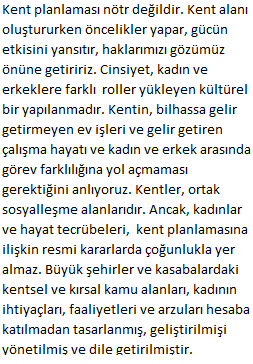 Kent planlaması nötr değildir. Kent alanı
oluştururken öncelikler yapar, gücün
etkisini yansıtır, haklarımızı gözümüz
önüne getiririz. Cinsiyet, kadın ve
erkeklere farklı roller yükleyen kültürel
bir yapılanmadır. Kentin, bilhassa gelir
getirmeyen ev işleri ve gelir getiren
çalışma hayatı ve kadın ve erkek arasında
görev farklılığına yol açmaması
gerektiğini anlıyoruz. Kentler, ortak
sosyalleşme alanlarıdır. Ancak, kadınlar
ve hayat tecrübeleri, kent planlamasına
ilişkin resmi kararlarda çoğunlukla yer
almaz. Büyük şehirler ve kasabalardaki
kentsel ve kırsal kamu alanları, kadının
ihtiyaçları, faaliyetleri ve arzuları hesaba
katılmadan tasarlanmış, geliştirilmişi
yönetilmiş ve dile getirilmiştir.